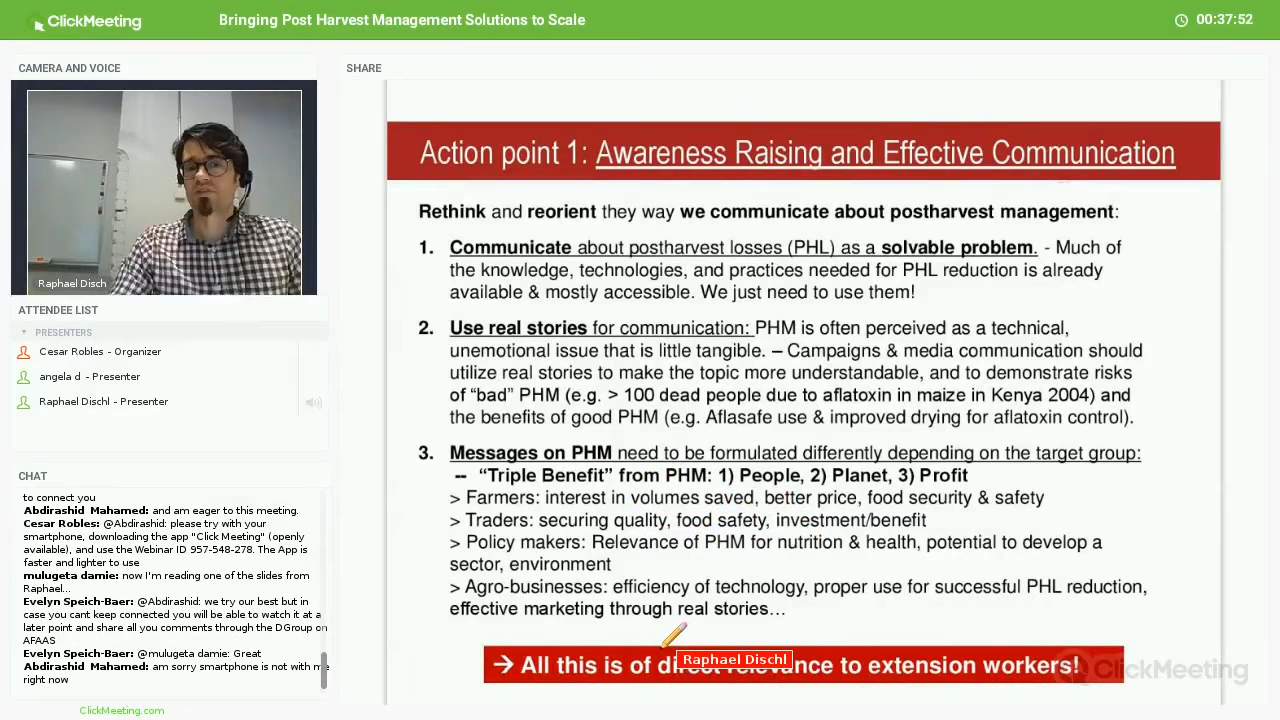 ClickMeeting
Bringing Post Harvest Management Solutions to Scale
00:37:52
CAMERA AND VOICE
Raphael Disch
ATTENDEE LIST
PRESENTERS
Cesar Robles - Organizer
angela d - Presenter
Raphael Dischl - Presenter
CHAT
to connect you
Abdirashid Mahamed: and am eager to this meeting.
Cesar Robles: @Abdirashid: please try with your
smartphone, downloading the app "Click Meeting" (openly
available), and use the Webinar ID 957-548-278. The App is
faster and lighter to use
mulugeta damie: now I'm reading one of the slides from
Raphael...
Evelyn Speich-Baer: @Abdirashid: we try our best but in
case you cant keep connected you will be able to watch it at a
later point and share all you comments through the DGroup on
AFAAS
Evelyn Speich-Baer: @mulugeta damie: Great
Abdirashid Mahamed: am sorry smartphone is not with me
right now
ClickMeeting.com
SHARE
Action point 1: Awareness Raising and Effective Communication
Rethink and reorient they way we communicate about postharvest management:
1. Communicate about postharvest losses (PHL) as a solvable problem. - Much of
the knowledge, technologies, and practices needed for PHL reduction is already
available & mostly accessible. We just need to use them!
2. Use real stories for communication: PHM is often perceived as a technical,
unemotional issue that is little tangible. – Campaigns & media communication should
utilize real stories to make the topic more understandable, and to demonstrate risks
of “bad” PHM (e.g. > 100 dead people due to aflatoxin in maize in Kenya 2004) and
the benefits of good PHM (e.g. Aflasafe use & improved drying for aflatoxin control).
3. Messages on PHM need to be formulated differently depending on the target group:
-- “Triple Benefit” from PHM: 1) People, 2) Planet, 3) Profit
> Farmers: interest in volumes saved, better price, food security & safety
> Traders: securing quality, food safety, investment/benefit
> Policy makers: Relevance of PHM for nutrition & health, potential to develop a
sector, environment
> Agro-businesses: efficiency of technology, proper use for successful PHL reduction,
effective marketing through real stories…
→ All this is of direct relevance to extension workers!
Raphael Dischl
ClickMeeting